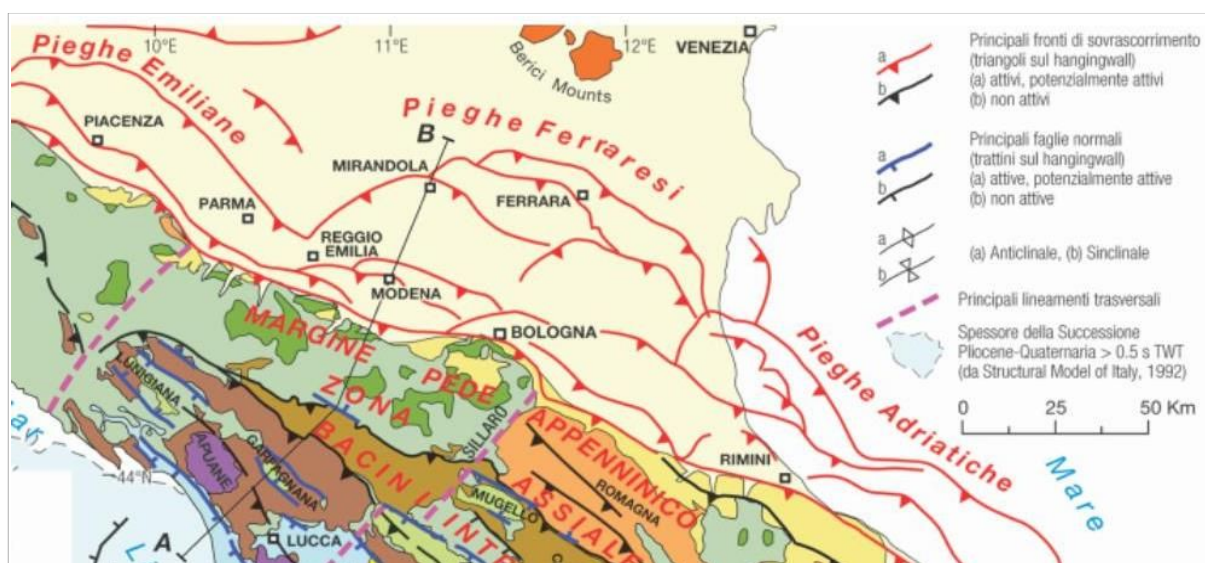 10°E
11°E
12°E
VENEZIA
Berici Mounts
Pieghe Emiliane
PIACENZA
B
Pieghe Ferraresi
MIRANDOLA
FERRARA
PARMA
REGGIO
EMILIA
MODENA
BOLOGNA
MARGINE
PEDE
APPENNINICO
ZONA
ASSIALE
BACINI
INTE
SILLARO
LUNIGIANA
APUANE
GARFAGNANA
MUGELLO
ROMAGNA
RIMINI
Pieghe Adriatiche
Mare
44°N
A
L
LUCCA
a
b
Principali fronti di sovrascorrimento
(triangoli sul hangingwall)
(a) attivi, potenzialmente attivi
(b) non attivi
a
b
Principali faglie normali
(trattini sul hangingwall)
(a) attive, potenzialmente attive
(b) non attive
a
b
(a) Anticlinale, (b) Sinclinale
Principali lineamenti trasversali
Spessore della Successione
Pliocene-Quaternaria > 0.5 s TWT
(da Structural Model of Italy, 1992)
0 25 50 Km